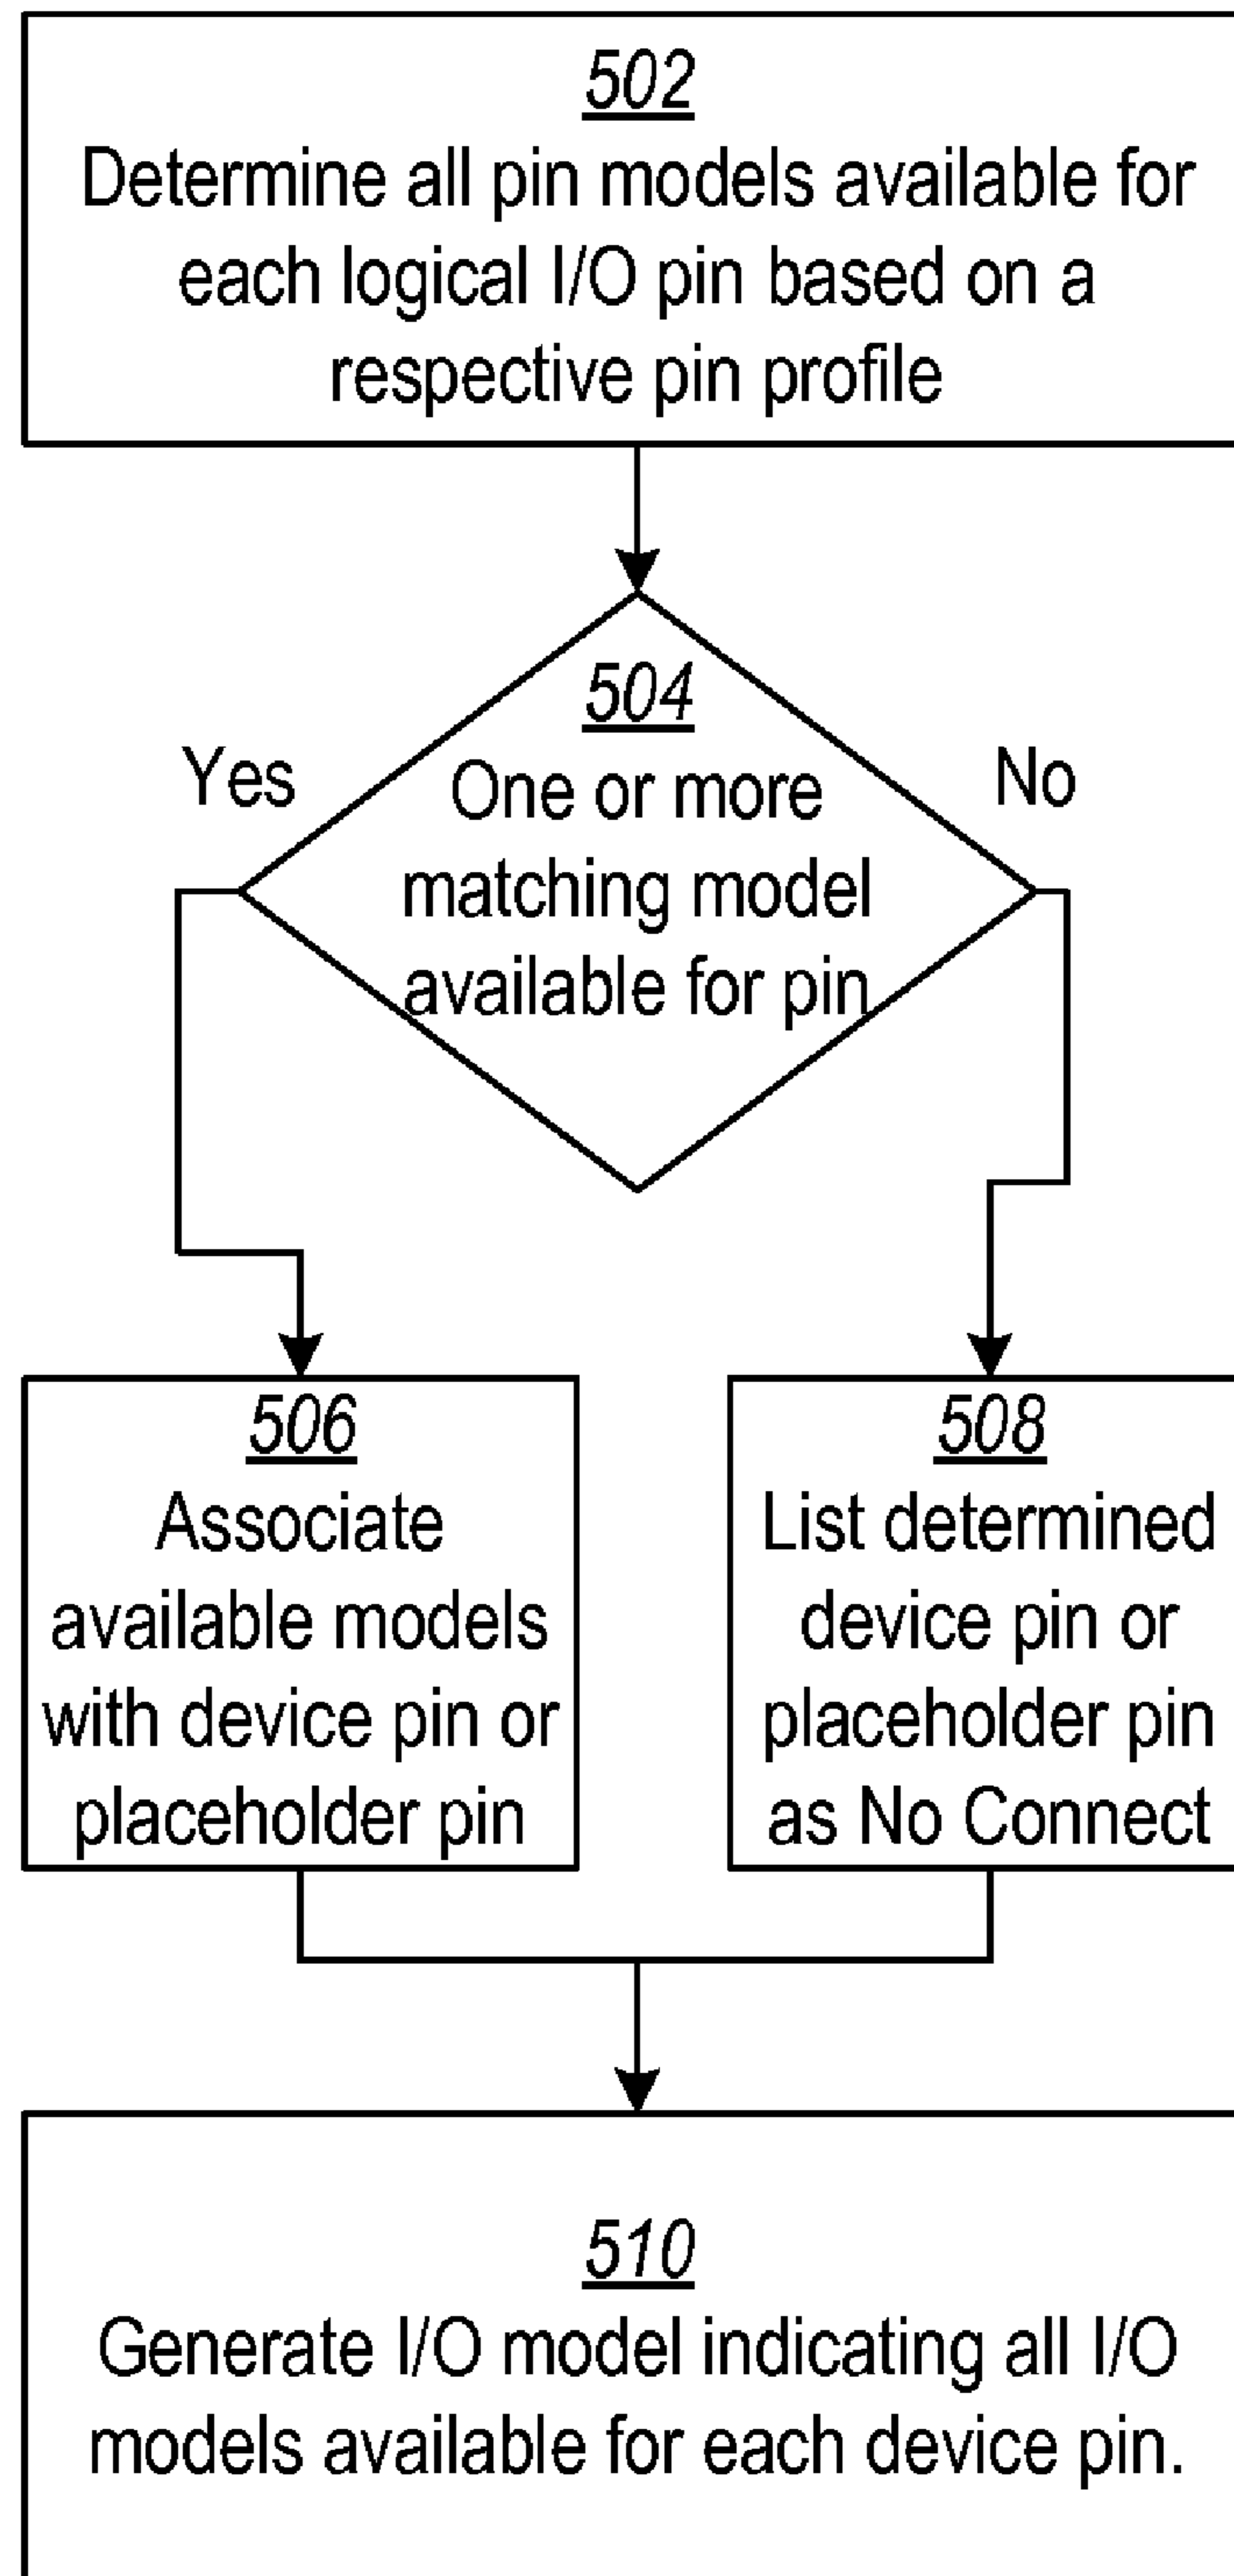 502
Determine all pin models available for
each logical I/O pin based on a
respective pin profile
504
Yes
No
One or more
matching model
available for pin
506
Associate
available models
with device pin or
placeholder pin
508
List determined
device pin or
placeholder pin
as No Connect
510
Generate I/O model indicating all I/O
models available for each device pin.